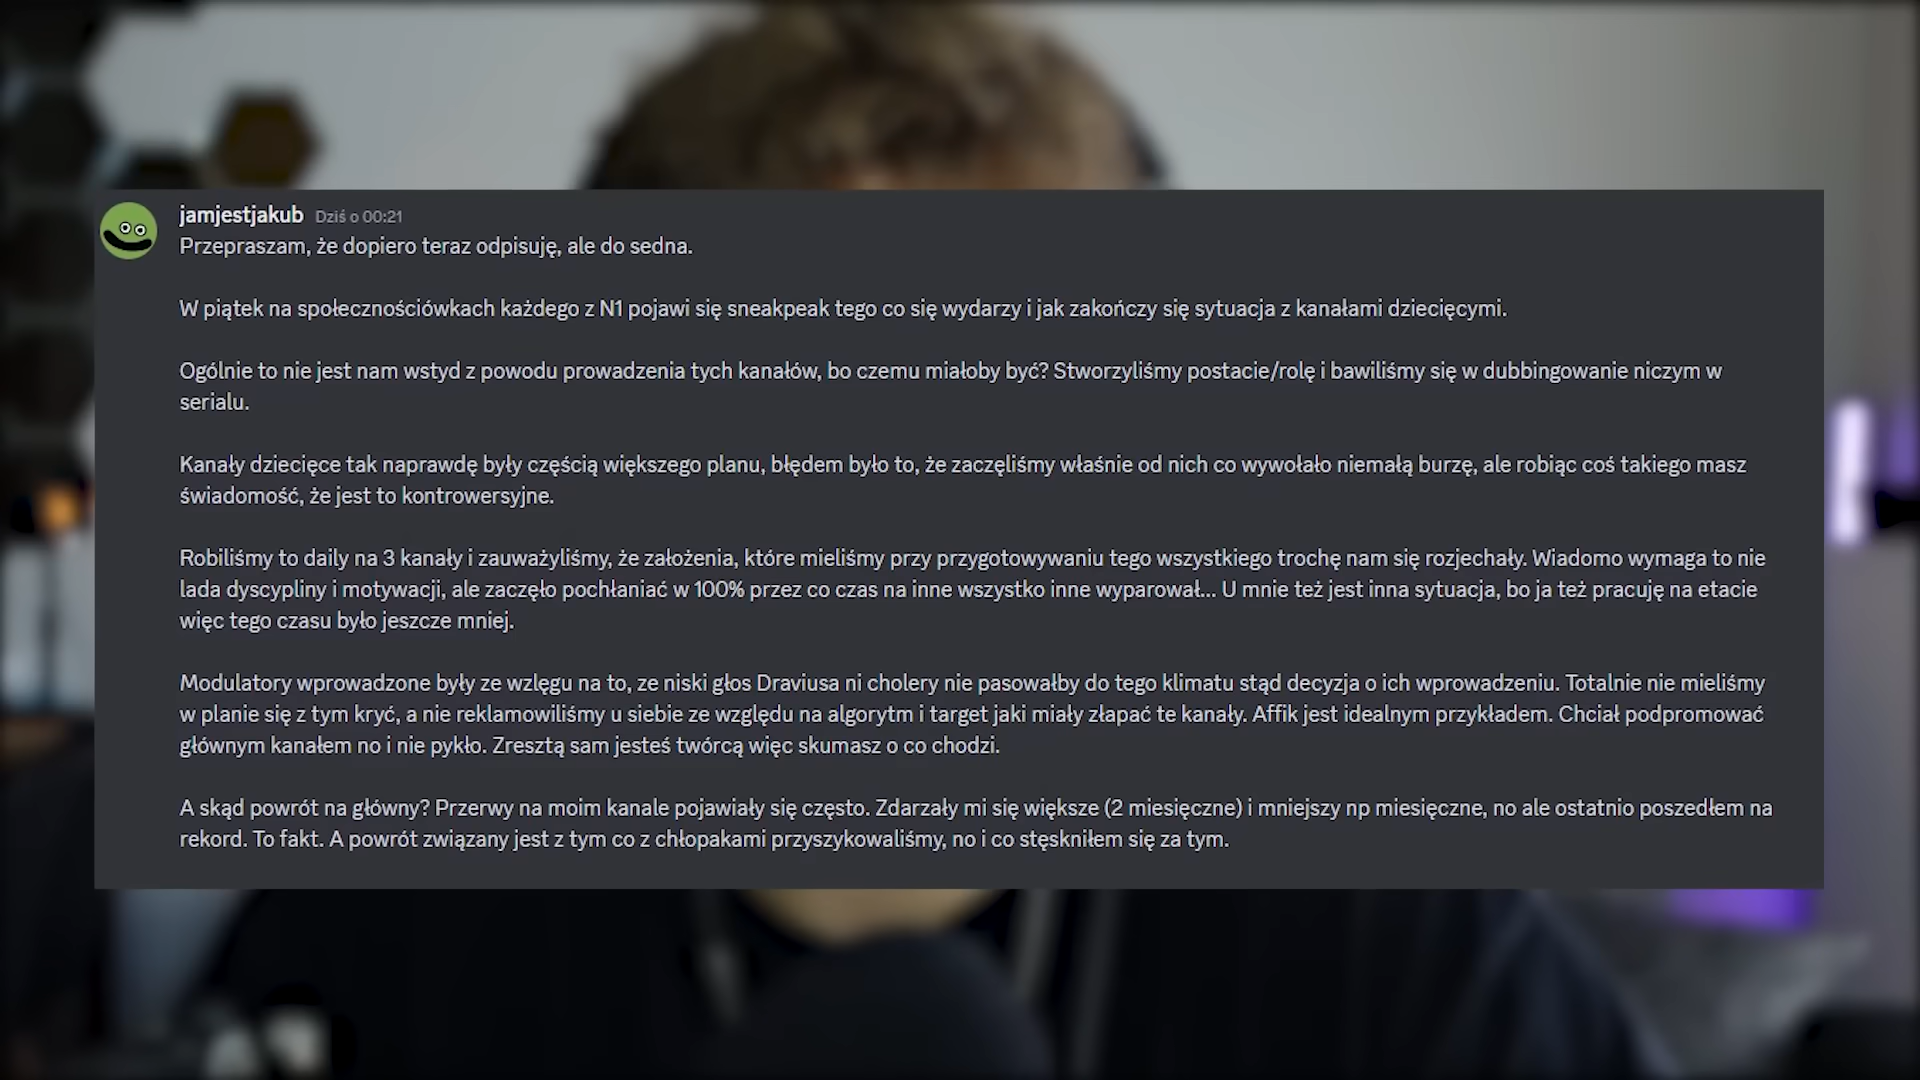 jamjestjakub Dziś o 00:21
Przepraszam, że dopiero teraz odpisuję, ale do sedna.
W piątek na społecznościówkach każdego z N1 pojawi się sneakpeak tego co się wydarzy i jak zakończy się sytuacja z kanałami dziecięcymi.
Ogólnie to nie jest nam wstyd z powodu prowadzenia tych kanałów, bo czemu miałoby być? Stworzyliśmy postacie/rolę i bawiliśmy się w dubbingowanie niczym w
serialu.
Kanały dziecięce tak naprawdę były częścią większego planu, błędem było to, że zaczęliśmy właśnie od nich co wywołało niemałą burzę, ale robiąc coś takiego masz
świadomość, że jest to kontrowersyjne.
Robiliśmy to daily na 3 kanały i zauważyliśmy, że założenia, które mieliśmy przy przygotowywaniu tego wszystkiego trochę nam się rozjechały. Wiadomo wymaga to nie
lada dyscypliny i motywacji, ale zaczęło pochłaniać w 100% przez co czas na inne wszystko inne wyparował... U mnie też jest inna sytuacja, bo ja też pracuję na etacie
więc tego czasu było jeszcze mniej.
Modulatory wprowadzone były ze wzlęgu na to, ze niski głos Draviusa ni cholery nie pasowałby do tego klimatu stąd decyzja o ich wprowadzeniu. Totalnie nie mieliśmy
w planie się z tym kryć, a nie reklamowiliśmy u siebie ze względu na algorytm i target jaki miały złapać te kanały. Affik jest idealnym przykładem. Chciał podpromować
głównym kanałem no i nie pykło. Zresztą sam jesteś twórcą więc skumasz o co chodzi.
A skąd powrót na główny? Przerwy na moim kanale pojawiały się często. Zdarzały mi się większe (2 miesięczne) i mniejszy np miesięczne, no ale ostatnio poszedłem na
rekord. To fakt. A powrót związany jest z tym co z chłopakami przyszykowaliśmy, no i co stęskniłem się za tym.